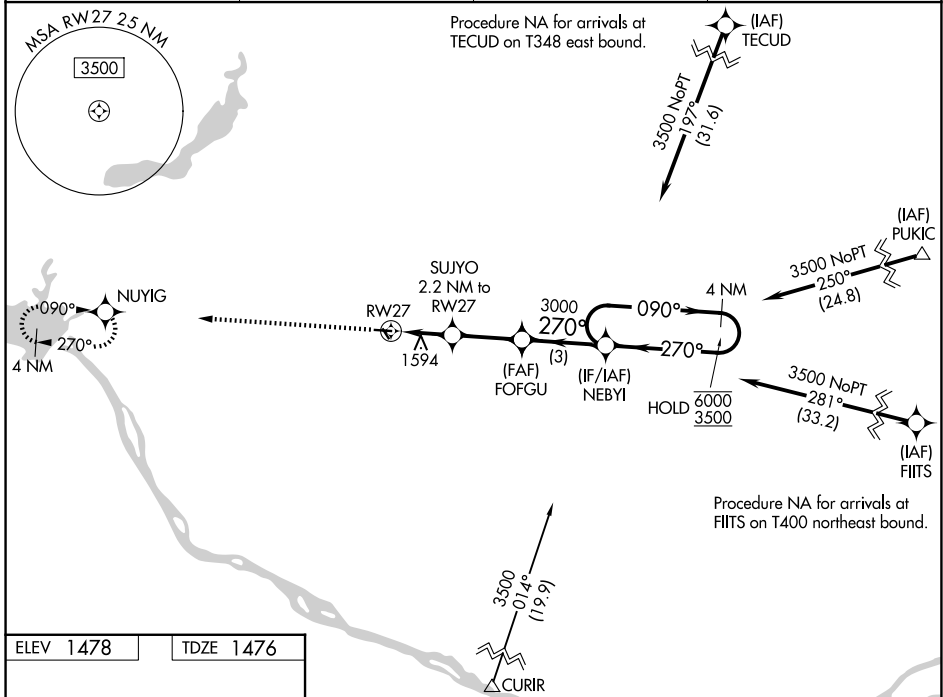 MSA RW27 25 NM
3500
Procedure NA for arrivals at
TECUD on T348 east bound.
(IAF)
TECUD
3500 NoPT
197°
(31.6)
(IAF)
PUKIC
3500 NoPT
250°
(24.8)
NUYIG
090°
270°
4 NM
RW27
1594
SUJYO
2.2 NM to
RW27
(FAF)
FOFGU
3000
270°
(3)
(IF/IAF)
NEBYI
090°
270°
4 NM
HOLD
6000
3500
3500 NoPT
281°
(33.2)
(IAF)
FIITS
Procedure NA for arrivals at
FIITS on T400 northeast bound.
3500
014°
(19.9)
CURIR
ELEV 1478
TDZE 1476